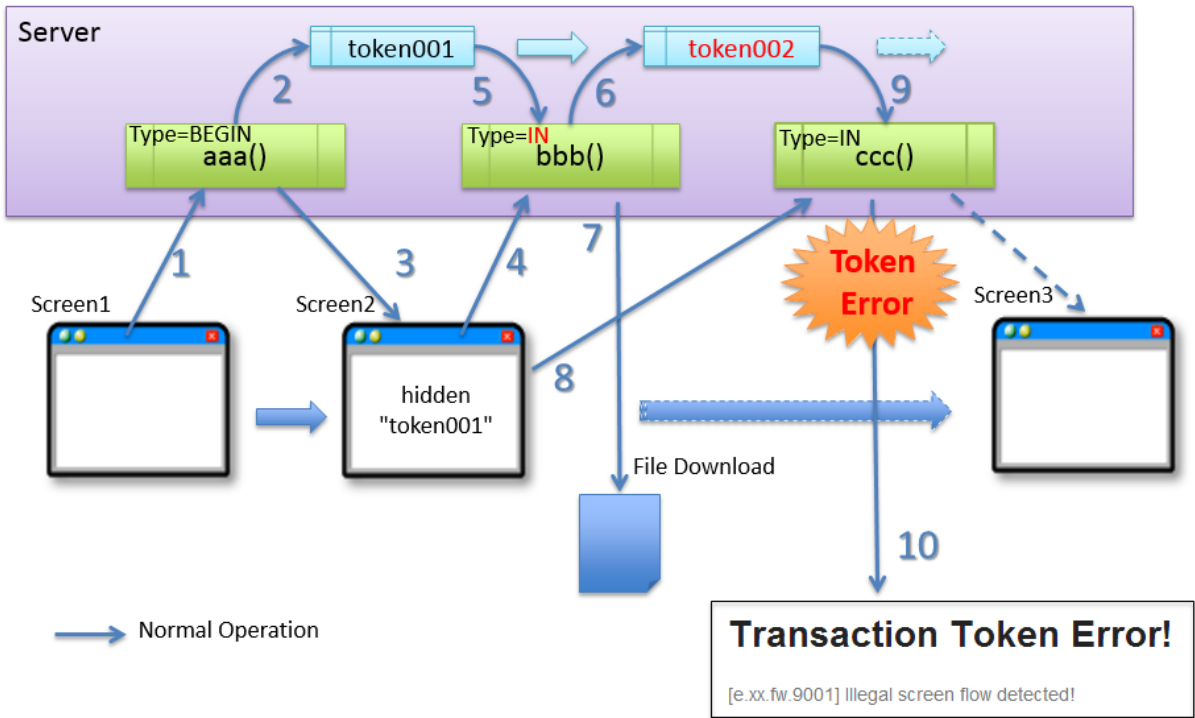 Server
token001
token002
2
5
6
9
Type=BEGIN
aaa()
Type=IN
bbb()
Type=IN
ccc()
1
3
4
7
8
Token
Error
Screen1
Screen2
Screen3
hidden
"token001"
File Download
10
Normal Operation
Transaction Token Error!
[e.xx.fw.9001] Illegal screen flow detected!